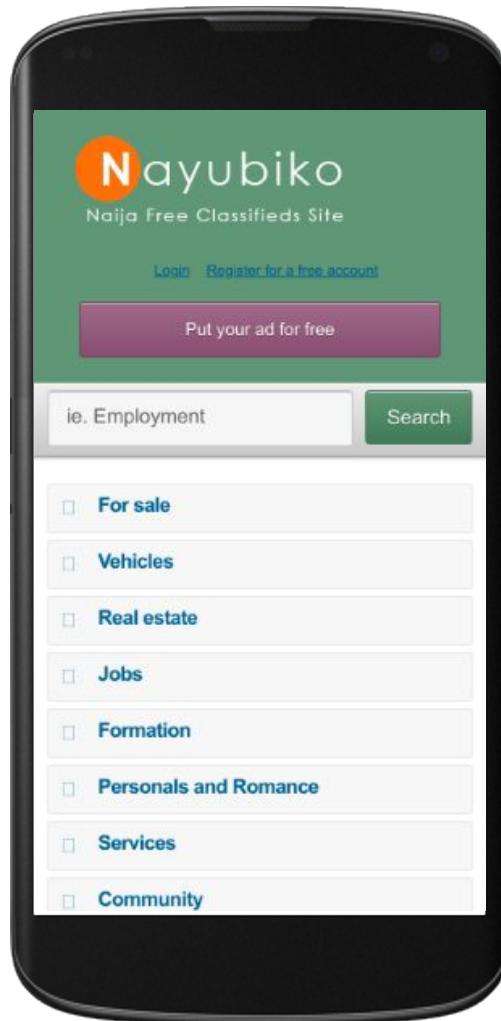 Nayubiko
Naija Free Classifieds Site
Login Register for a free account
Put your ad for free
ie. Employment Search
For sale
Vehicles
Real estate
Jobs
Formation
Personals and Romance
Services
Community